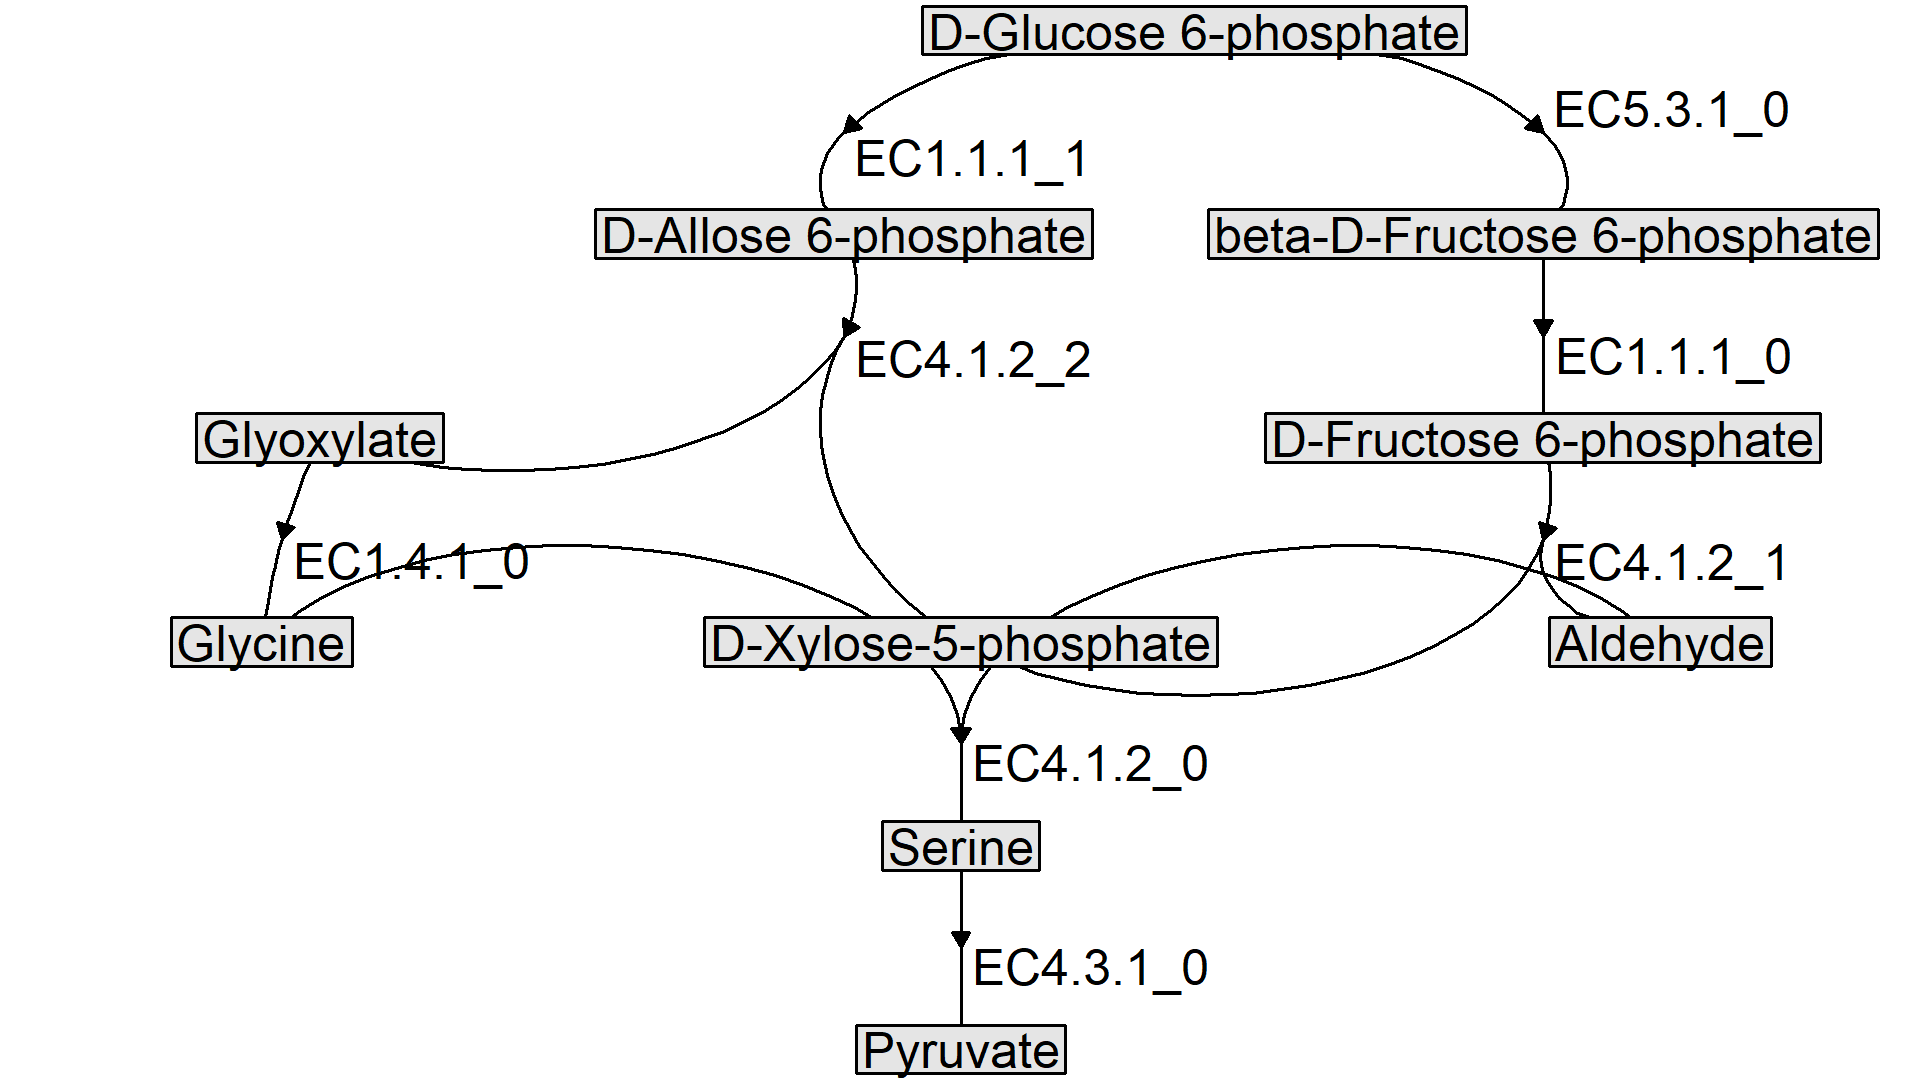 D-Glucose 6-phosphate
EC5.3.1_0
EC1.1.1_1
D-Allose 6-phosphate
beta-D-Fructose 6-phosphate
EC4.1.2_2
EC1.1.1_0
Glyoxylate
D-Fructose 6-phosphate
EC1.4.1_0
EC4.1.2_1
Glycine
D-Xylose-5-phosphate
Aldehyde
EC4.1.2_0
Serine
EC4.3.1_0
Pyruvate